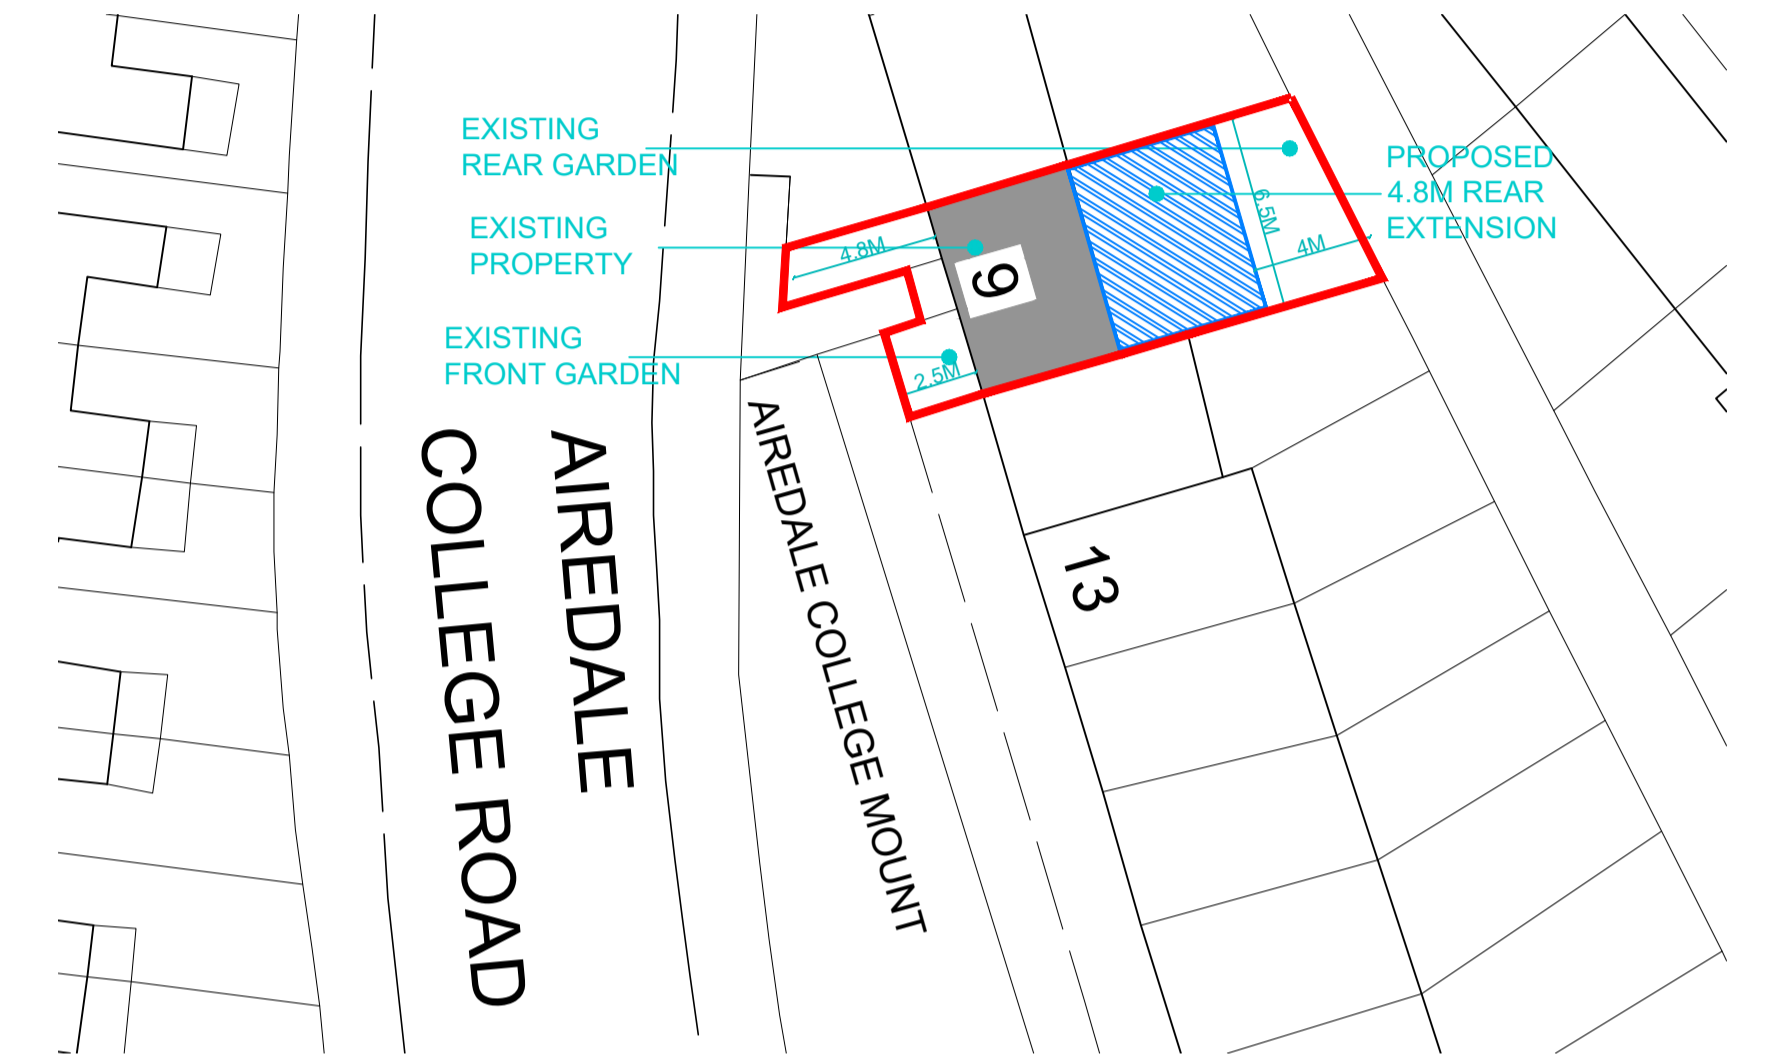 EXISTING
REAR GARDEN
PROPOSED
4.8M REAR
EXTENSION
EXISTING
PROPERTY
4.8M
6.5M
4M
9
EXISTING
FRONT GARDEN
2.5M
AIREDALE
COLLEGE ROAD
AIREDALE COLLEGE MOUNT
13